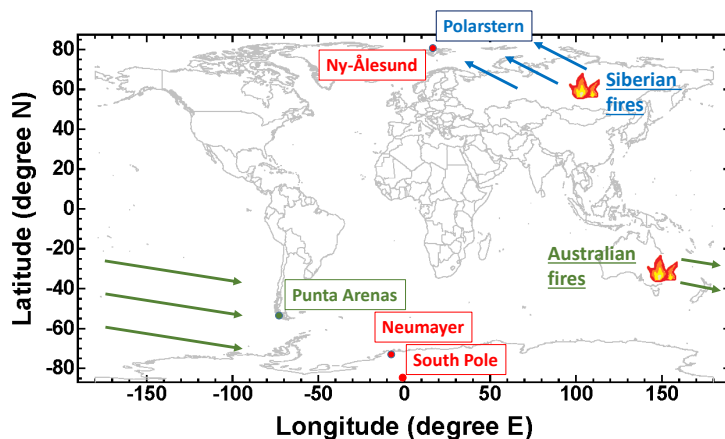 Polarstern
Ny-Ålesund
Siberian
fires
80
60
40
20
0
-20
-40
-60
-80
Latitude (degree N)
Australian
fires
Punta Arenas
Neumayer
South Pole
-150
-100
-50
0
50
100
150
Longitude (degree E)